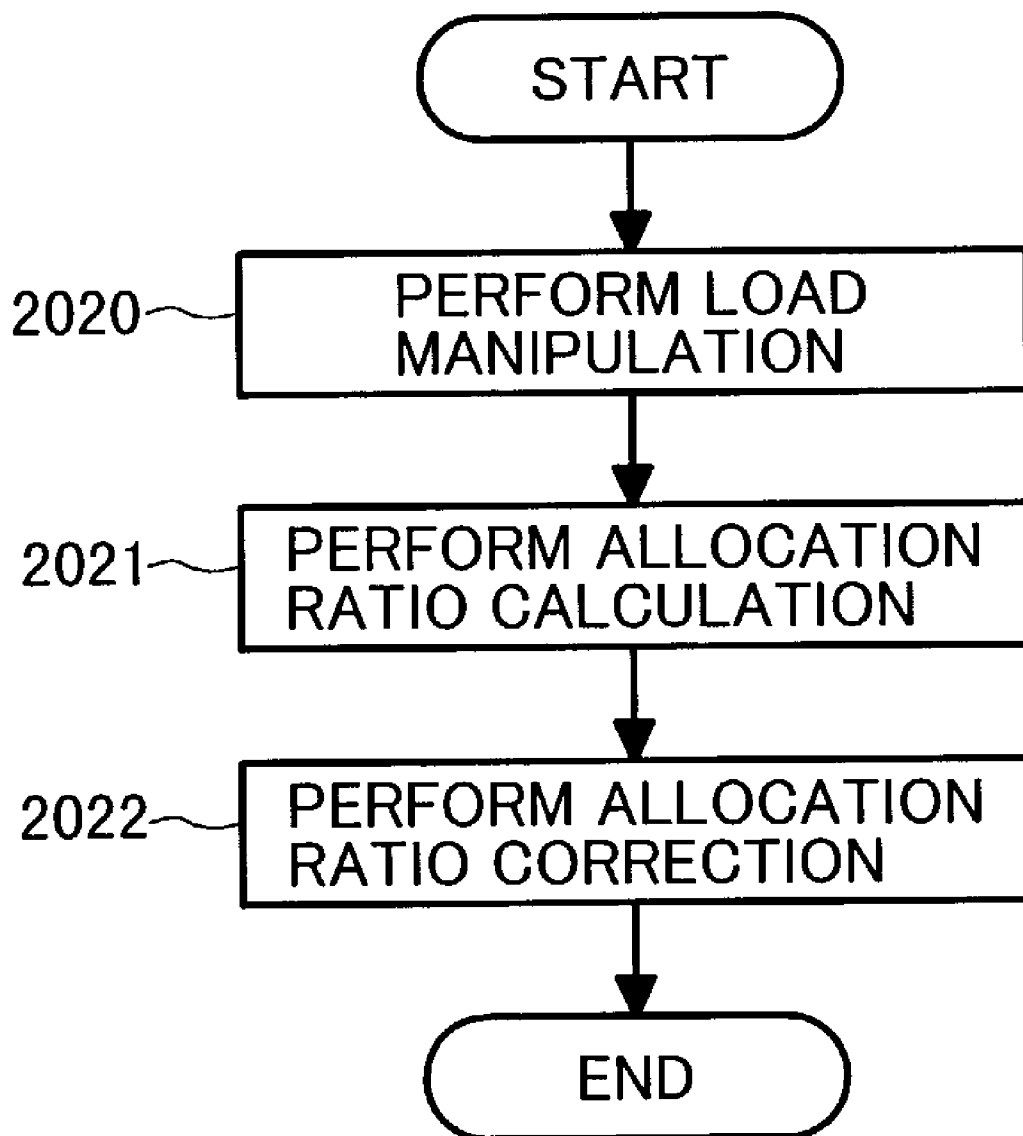 START
2020
PERFORM LOAD
MANIPULATION
2021
PERFORM ALLOCATION
RATIO CALCULATION
2022
PERFORM ALLOCATION
RATIO CORRECTION
END